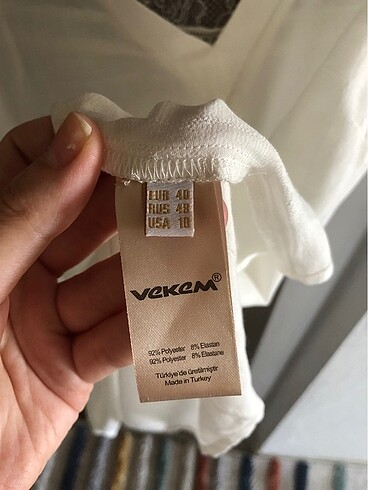 EUR 40
RUS 48
USA 10
VEKEM®
92% Polyester 8% Elastan
92% Polyester 8% Elastane
Türkiye'de üretilmiştir
Made in Turkey